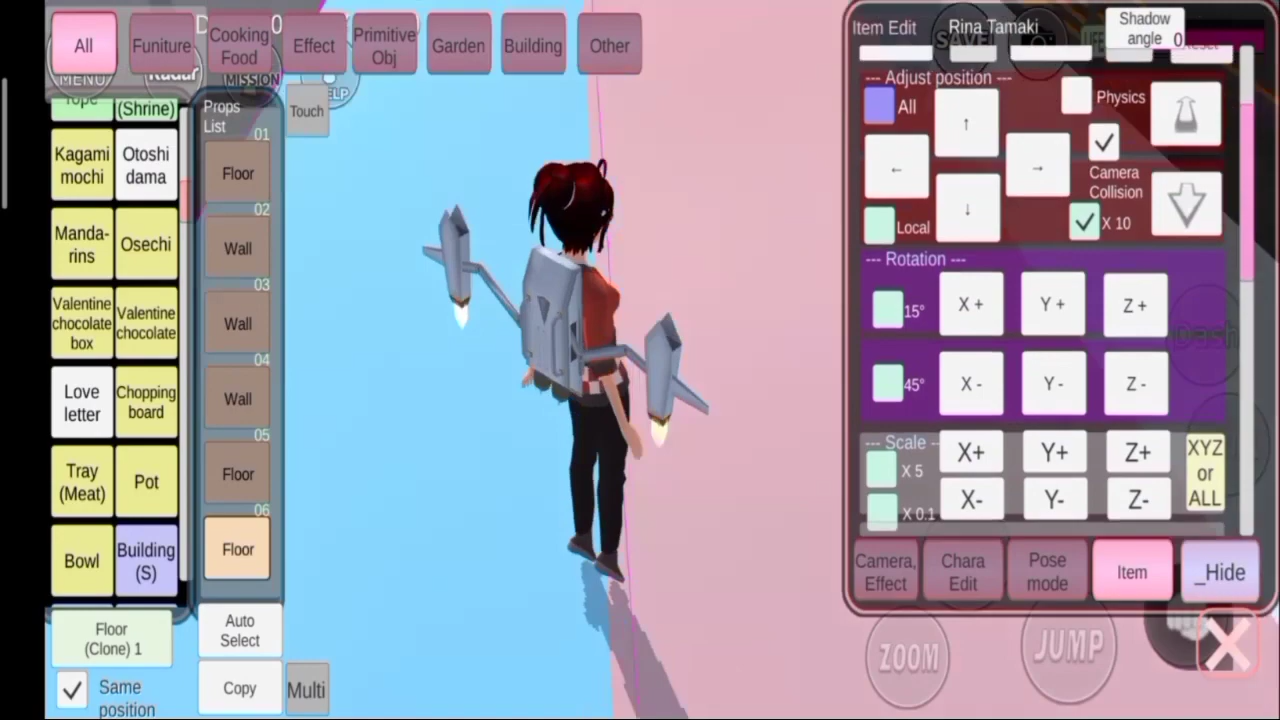 All
Funiture
Cooking
Food
Effect
Primitive
Obj
Garden
Building
Other
MENU
Radar
MISSION
Touch
(Shrine)
Kagami
mochi
Otoshi
dama
Manda-
rins
Osechi
Valentine
chocolate
box
Valentine
chocolate
Love
letter
Chopping
board
Tray
(Meat)
Pot
Bowl
Building
(S)
Floor
(Clone) 1
Same
position
Props
List
01
Floor
02
Wall
03
Wall
04
Wall
05
Floor
06
Floor
Auto
Select
Copy
Multi
Item Edit
Rina Tamaki
Shadow
angle 0
--- Adjust position ---
All
↑
Physics
←
→
Camera
Collision
↓
Local
X 10
--- Rotation ---
15°
X +
Y +
Z +
45°
X -
Y -
Z -
--- Scale --
X 5
X+
Y+
Z+
XYZ
or
ALL
X 0.1
X-
Y-
Z-
Camera,
Effect
Chara
Edit
Pose
mode
Item
_Hide
Dash
ZOOM
JUMP
X